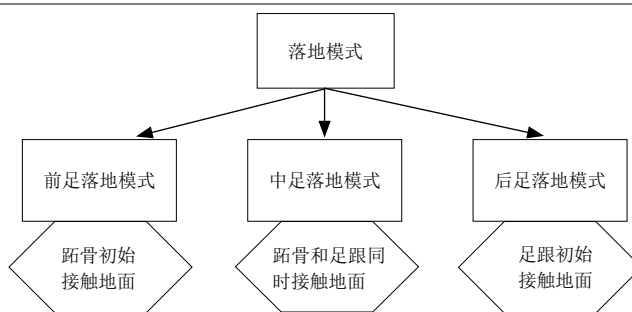 落地模式
前足落地模式
中足落地模式
后足落地模式
跖骨初始
接触地面
跖骨和足跟同
时接触地面
足跟初始
接触地面